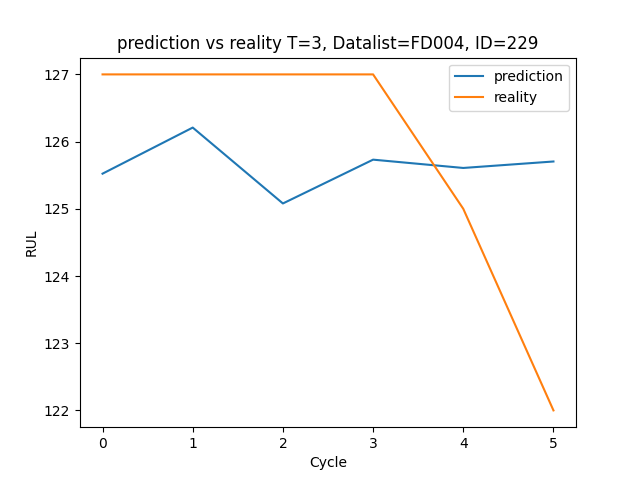 prediction vs reality T=3, Datalist=FD004, ID=229
prediction
reality
RUL
127
126
125
124
123
122
0 1 2 3 4 5
Cycle